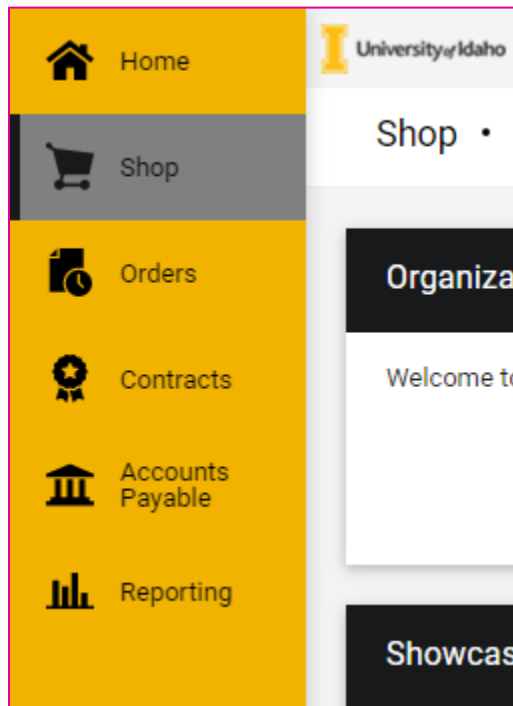 Home
Shop
Orders
Contracts
Accounts
Payable
Reporting
I University of Idaho
Shop •
Organiza
Welcome to
Showcas